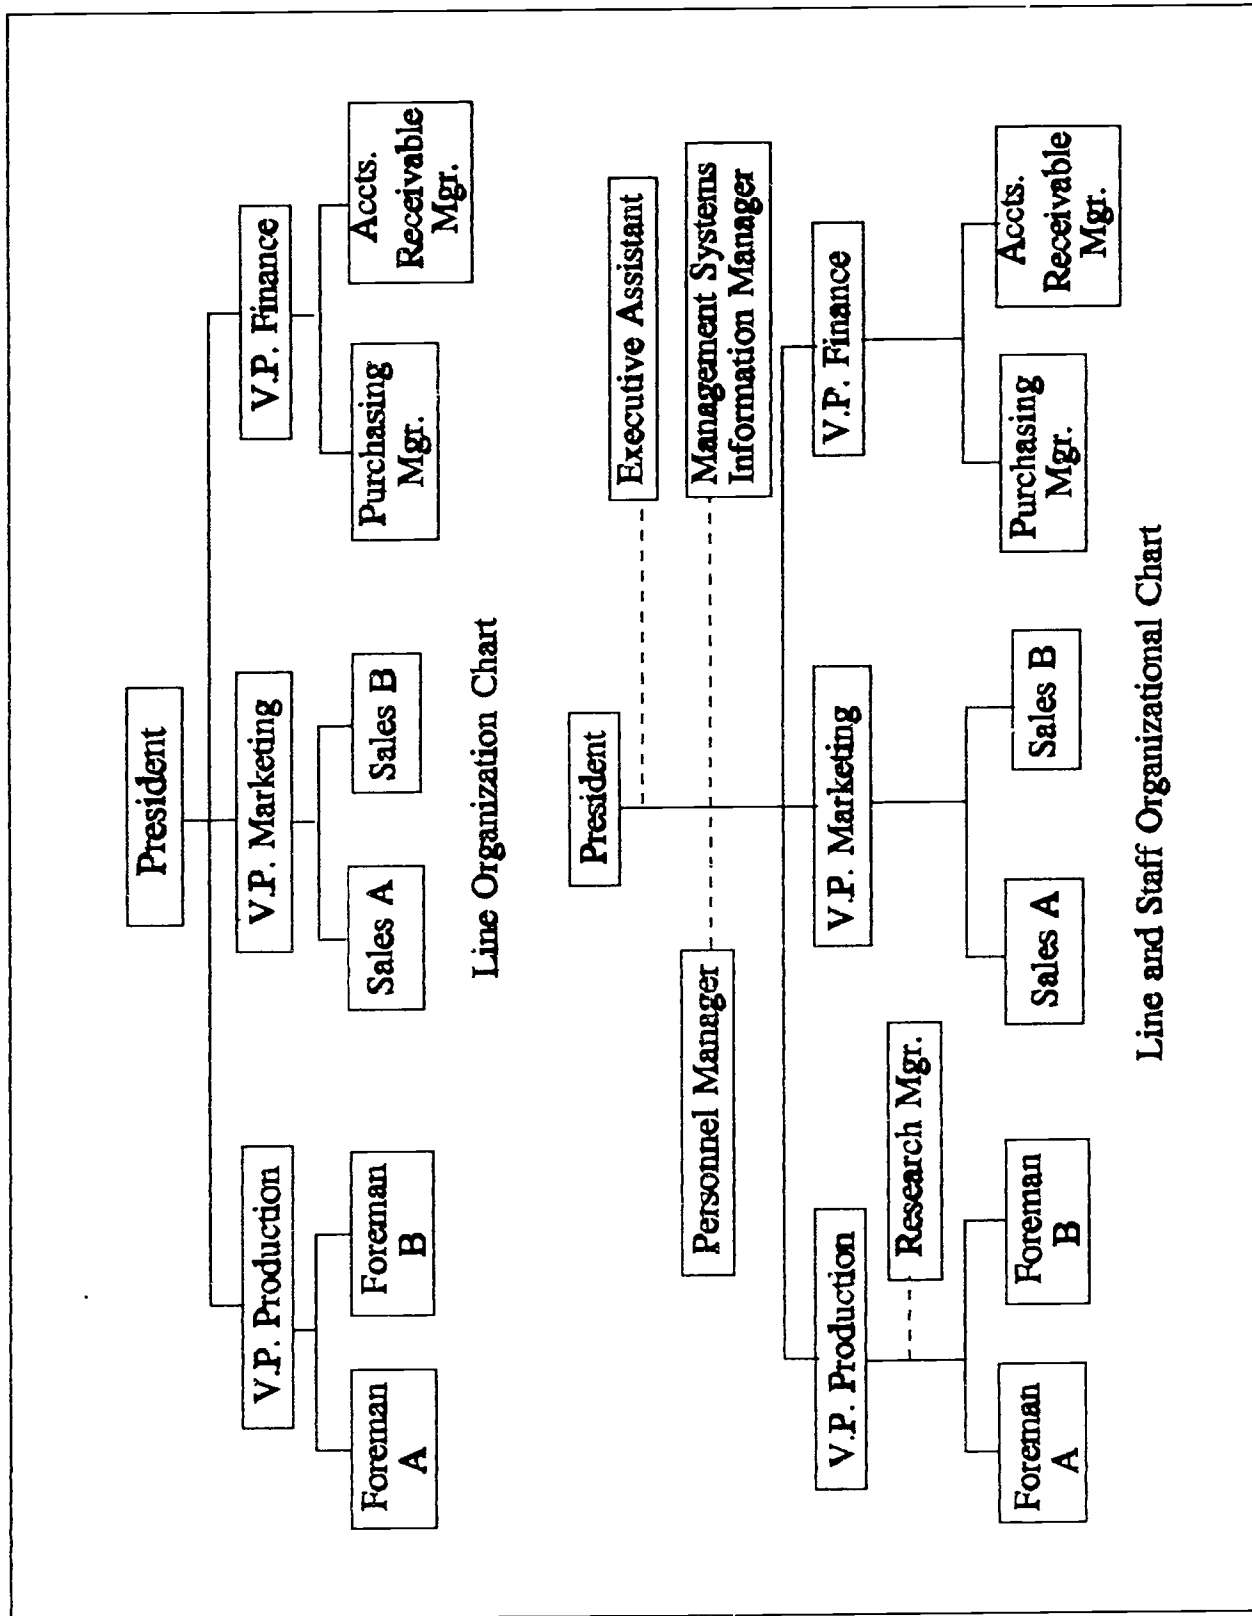 President
V.P. Production
V.P. Marketing
V.P. Finance
Foreman
A
Foreman
B
Sales A
Sales B
Purchasing
Mgr.
Accts.
Receivable
Mgr.
Line Organization Chart
President
Executive Assistant
Personnel Manager
Management Systems
Information Manager
V.P. Production
V.P. Marketing
V.P. Finance
Research Mgr.
Foreman
A
Foreman
B
Sales A
Sales B
Purchasing
Mgr.
Accts.
Receivable
Mgr.
Line and Staff Organizational Chart